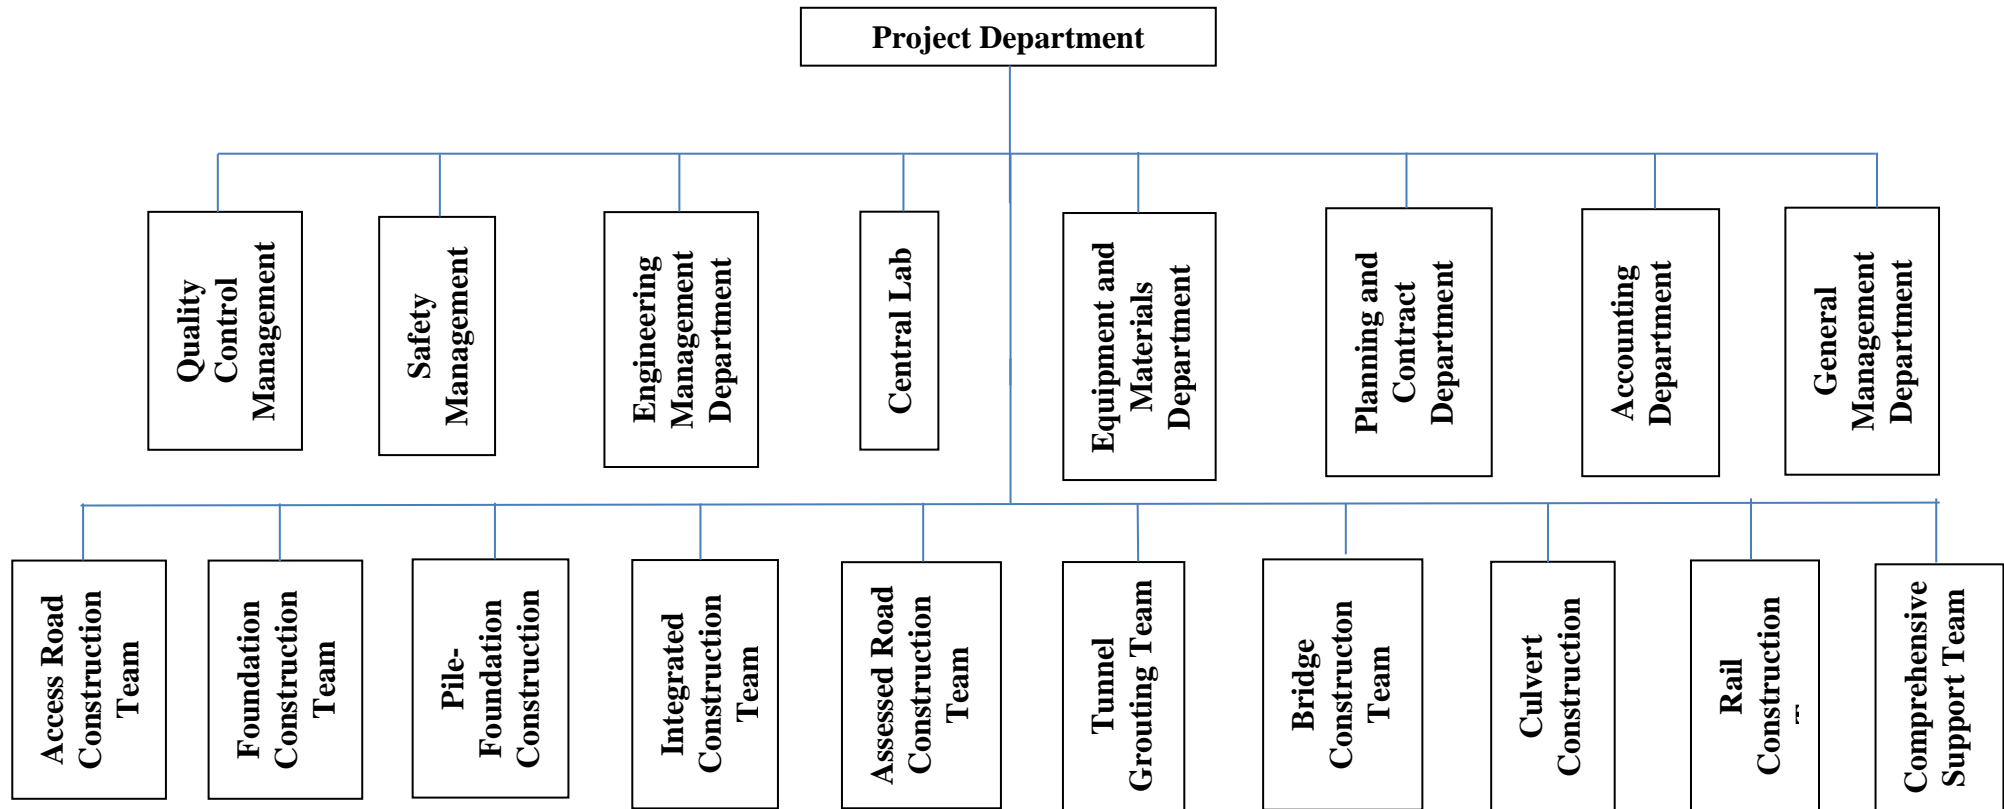 Project Department
Quality
Control
Management
Safety
Management
Engineering
Management
Department
Central Lab
Equipment and
Materials
Department
Planning and
Contract
Department
Accounting
Department
General
Management
Department
Access Road
Construction
Team
Foundation
Construction
Team
Pile-
Foundation
Construction
Integrated
Construction
Team
Assessed Road
Construction
Team
Tunnel
Grouting Team
Bridge
Constructon
Team
Culvert
Construction
Rail
Construction
Comprehensive
Support Team